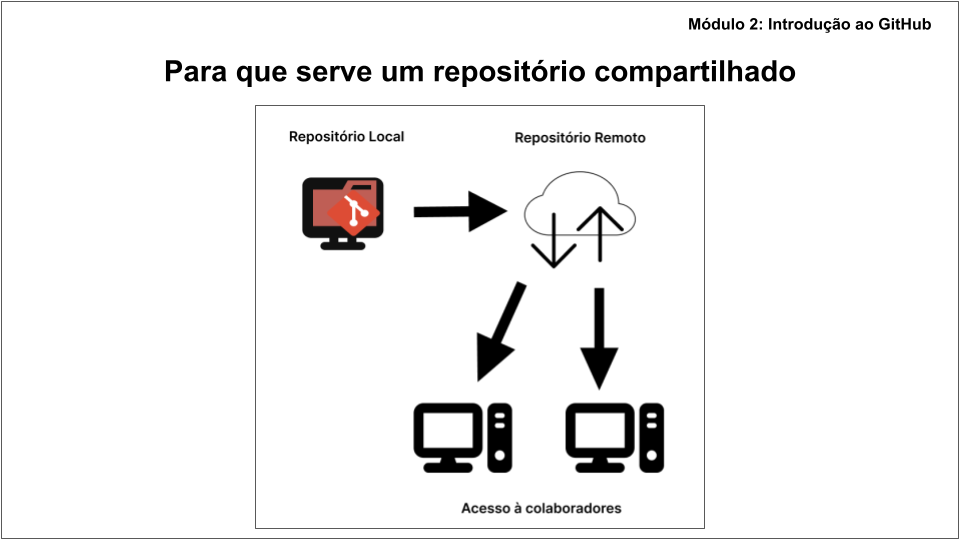 Módulo 2: Introdução ao GitHub
Para que serve um repositório compartilhado
Repositório Local
Repositório Remoto
Acesso à colaboradores